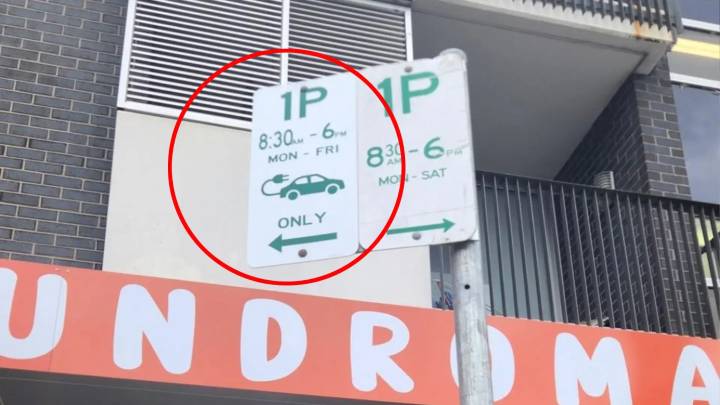 1P
8:30AM - 6PM
MON - FRI
ONLY
1P
830AM - 6PM
MON - SAT
UNDROMA